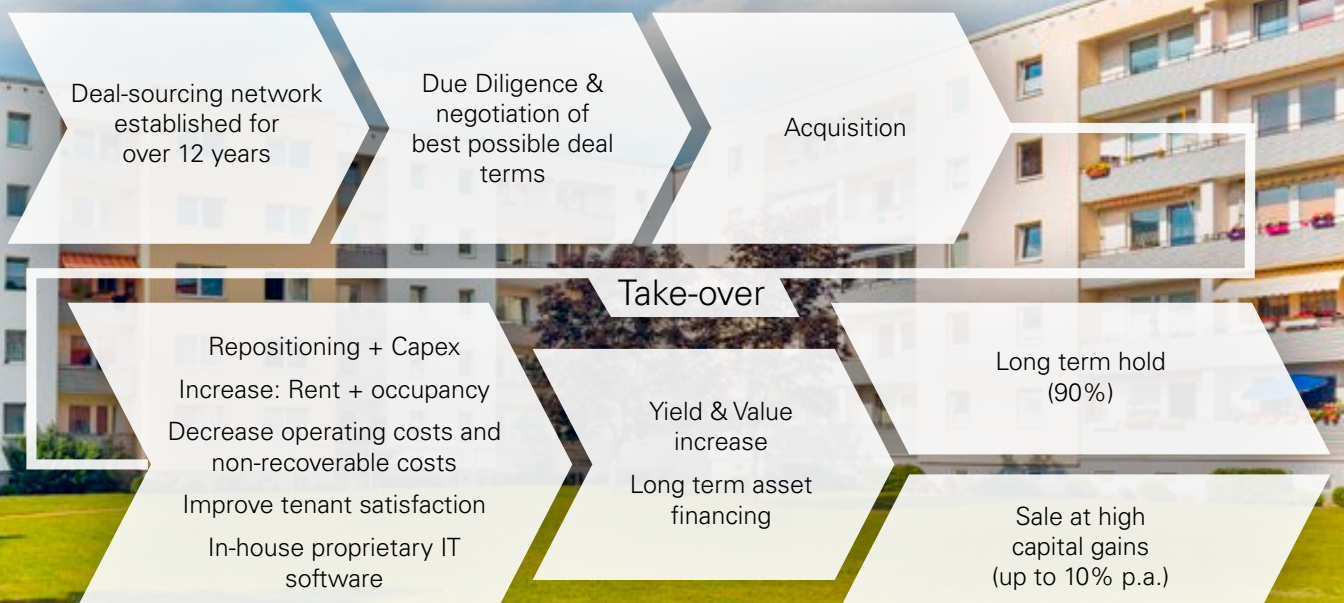 Deal-sourcing network
established for
over 12 years
Due Diligence &
negotiation of
best possible deal
terms
Acquisition
Take-over
Repositioning + Capex
Increase: Rent + occupancy
Decrease operating costs and
non-recoverable costs
Improve tenant satisfaction
In-house proprietary IT
software
Yield & Value
increase
Long term asset
financing
Long term hold
(90%)
Sale at high
capital gains
(up to 10% p.a.)